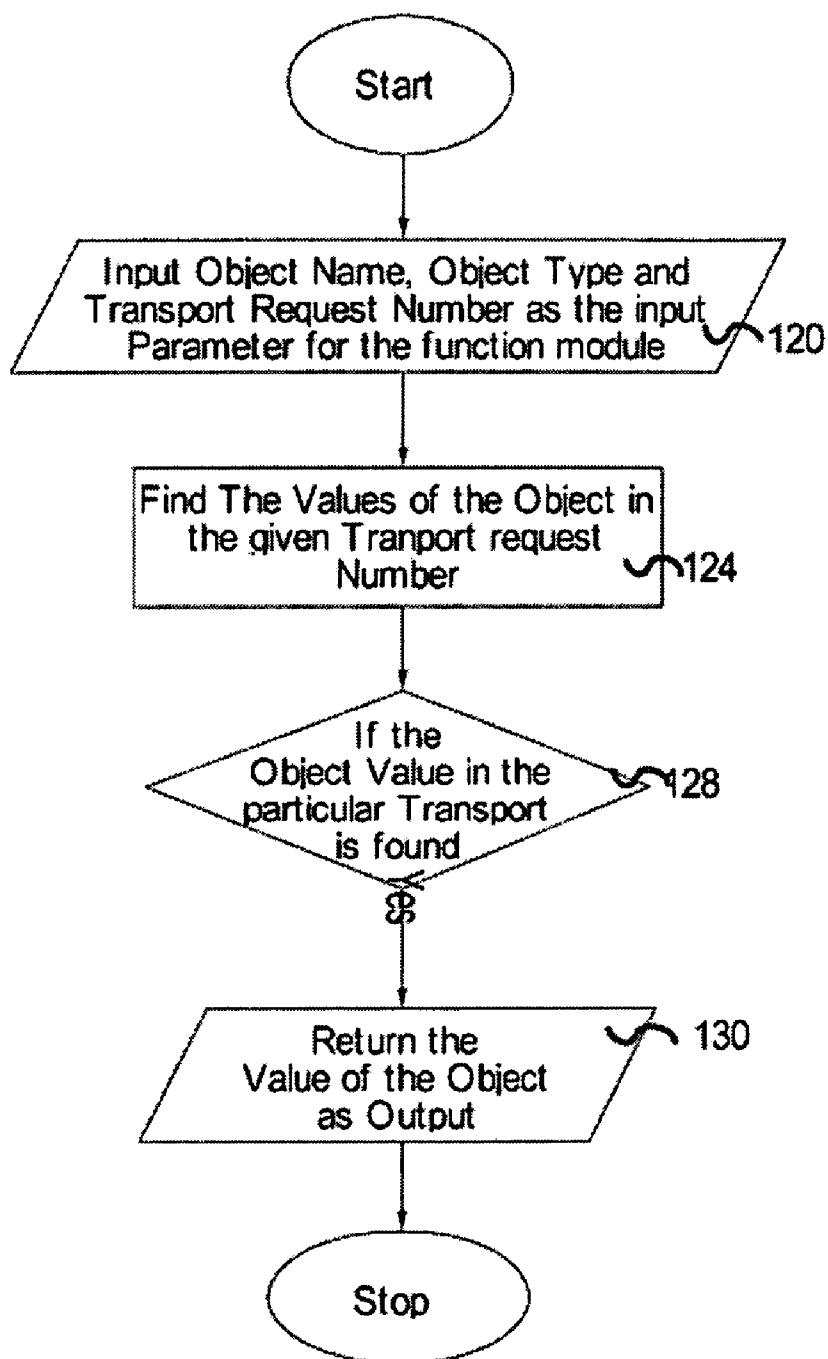 Start
Input Object Name, Object Type and
Transport Request Number as the input
Parameter for the function module
120
Find The Values of the Object in
the given Tranport request
Number
124
If the
Object Value in the
particular Transport
is found
128
Yes
Return the
Value of the Object
as Output
130
Stop